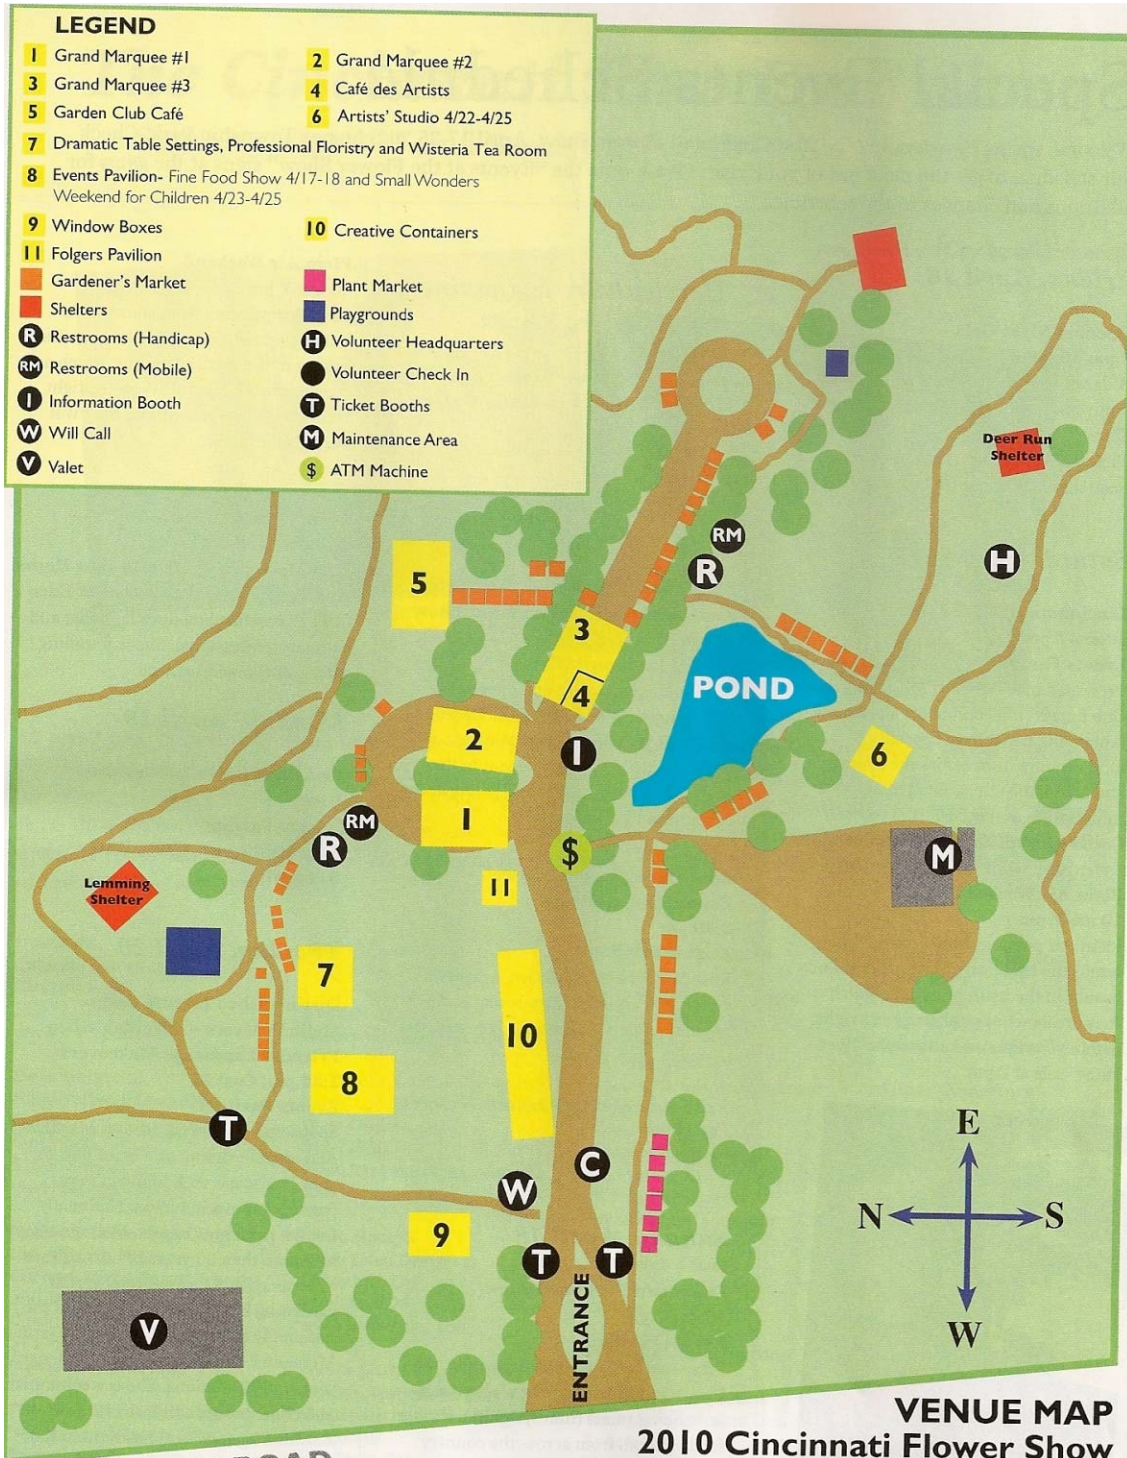 LEGEND
1 Grand Marquee #1
2 Grand Marquee #2
3 Grand Marquee #3
4 Café des Artists
5 Garden Club Café
6 Artists' Studio 4/22-4/25
7 Dramatic Table Settings, Professional Floristry and Wisteria Tea Room
8 Events Pavilion- Fine Food Show 4/17-18 and Small Wonders
Weekend for Children 4/23-4/25
9 Window Boxes
10 Creative Containers
11 Folgers Pavilion
Gardener's Market
Plant Market
Shelters
Playgrounds
R Restrooms (Handicap)
H Volunteer Headquarters
RM Restrooms (Mobile)
Volunteer Check In
I Information Booth
T Ticket Booths
W Will Call
M Maintenance Area
V Valet
$ ATM Machine
Deer Run
Shelter
RM
R
H
5
3
4
POND
2
I
6
1
RM
R
$
M
Lemming
Shelter
11
7
10
8
T
C
W
9
T
T
E
N
S
W
ENTRANCE
V
VENUE MAP
2010 Cincinnati Flower Show